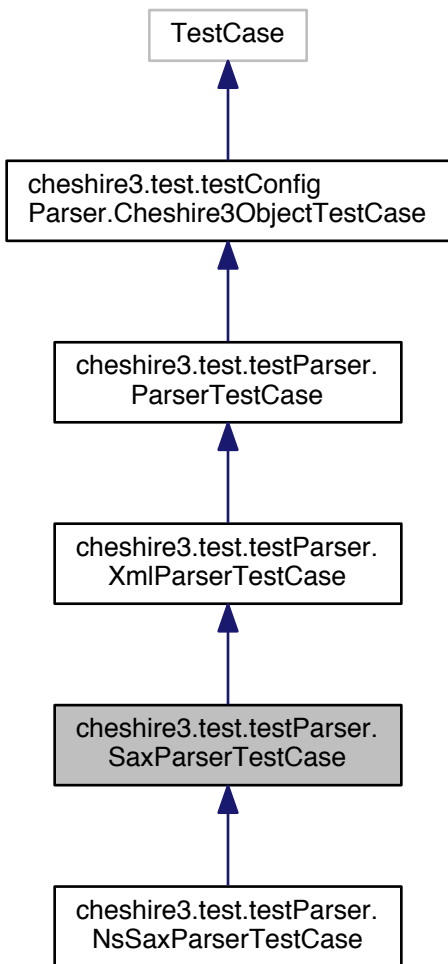 TestCase
cheshire3.test.testConfig
Parser.Cheshire3ObjectTestCase
cheshire3.test.testParser.
ParserTestCase
cheshire3.test.testParser.
XmlParserTestCase
cheshire3.test.testParser.
SaxParserTestCase
cheshire3.test.testParser.
NsSaxParserTestCase